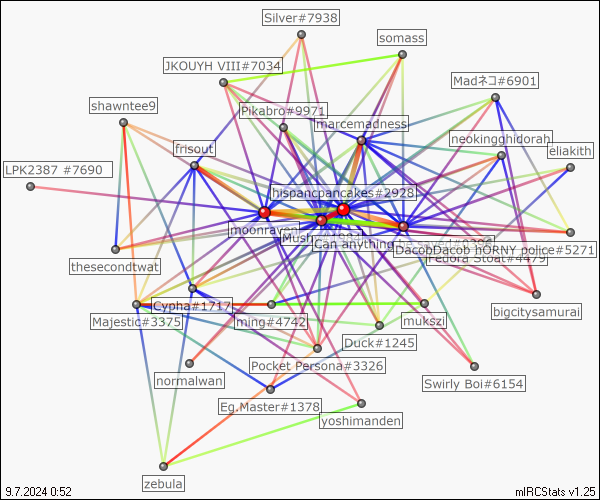 Silver#7938
somass
JKOUYH VIII#7034
Madネコ#6901
shawntee9
Pikabro#9971
marcemadness
neokingghidorah
frisout
eliakith
LPK2387 #7690
hispancpancakes#2928
moonraven
Can anything be saved
DacobDacob hORNY police#5271
Fedora Stoat#4479
thesecondtwat
Cypha#1717
bigcitysamurai
Majestic#3375
ming#4742
mukszi
Duck#1245
Pocket Persona#3326
normalwan
Swirly Boi#6154
Eg.Master#1378
yoshimanden
zebula
9.7.2024 0:52
mIRCStats v1.25